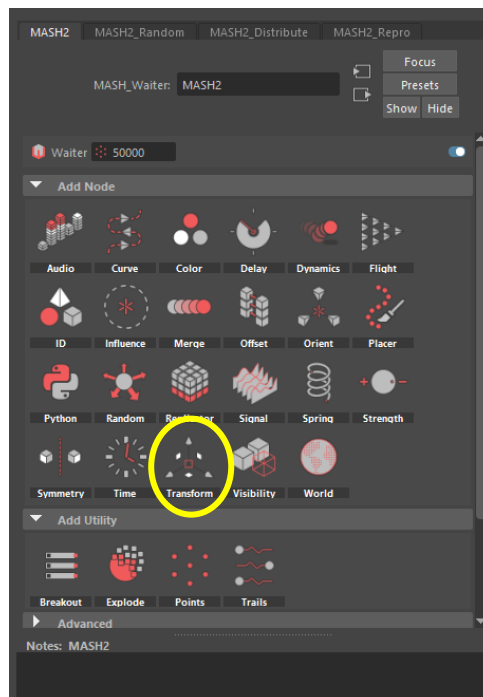 MASH2 MASH2_Random MASH2_Distribute MASH2_Repro
Focus
MASH_Waiter: MASH2 Presets
Show Hide
Waiter 50000
Add Node
Audio Curve Color Delay Dynamics Flight
ID Influence Merge Offset Orient Placer
Python Random Replicator Signal Spring Strength
Symmetry Time Transform Visibility World
Add Utility
Breakout Explode Points Trails
Advanced
Notes: MASH2